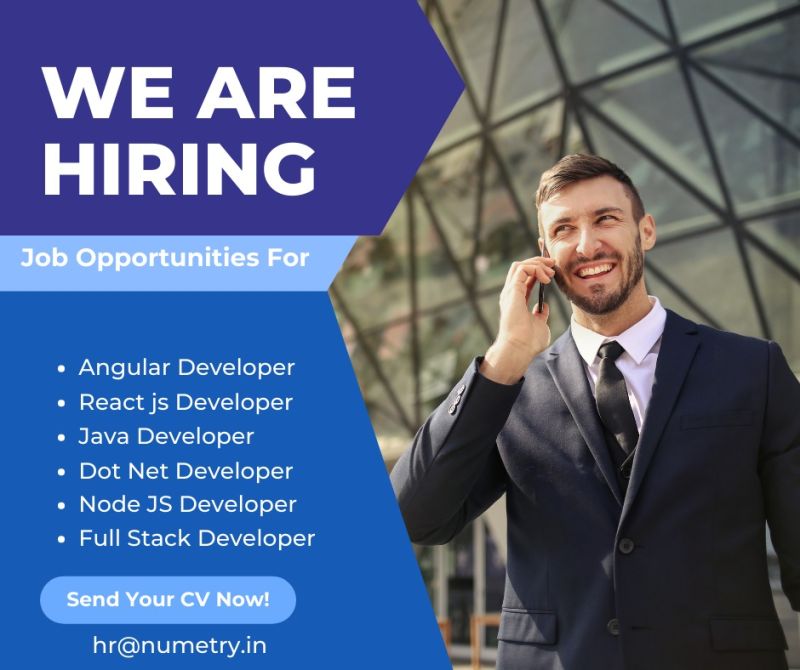 WE ARE
HIRING
Job Opportunities For
• Angular Developer
• React js Developer
• Java Developer
• Dot Net Developer
• Node JS Developer
• Full Stack Developer
Send Your CV Now!
hr@numetry.in